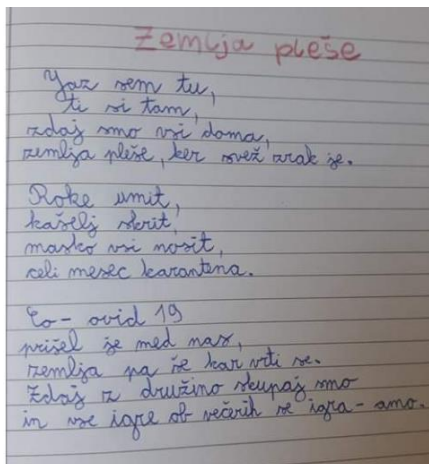 Zemlja pleše
Jaz sem tu,
ti si tam,
zdaj smo vsi doma,
zemlja pleše, ker svež zrak je.
Roke umit,
kašelj skrit,
masko vsi nosit,
celi mesec karantena.
Co - ovid 19
prišel je med nas,
zemlja pa še kar vrti se.
Zdaj z družino skupaj smo
in vse igre ob večerih se igra - amo.